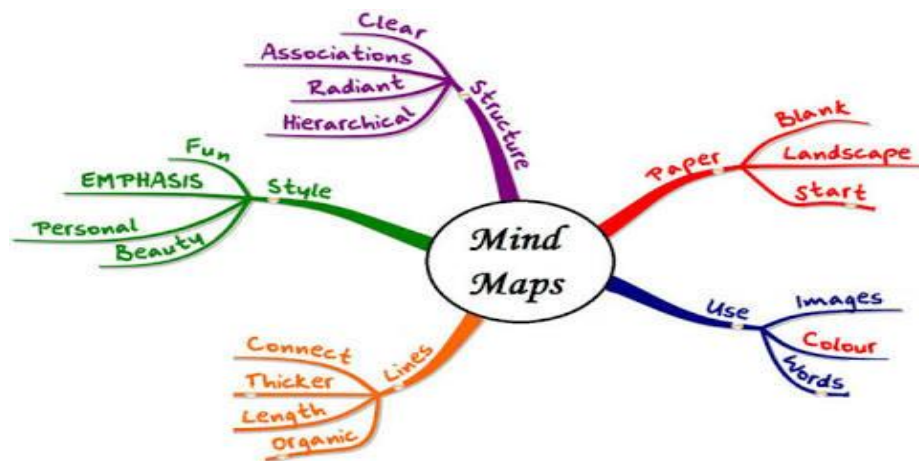 Mind
Maps
Structure
Clear
Associations
Radiant
Hierarchical
Paper
Blank
Landscape
Start
Use
Images
Colour
Words
Lines
Connect
Thicker
Length
Organic
Style
Fun
EMPHASIS
Personal
Beauty